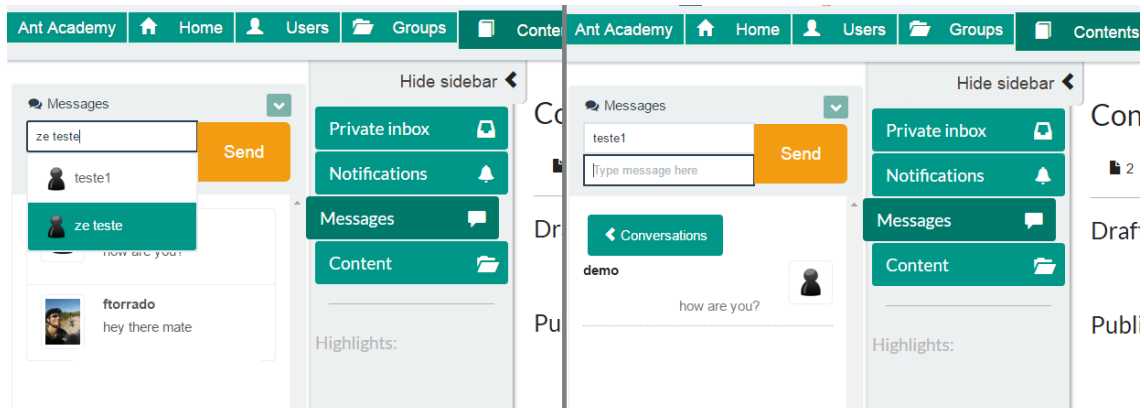 Ant Academy Home Users Groups Conte
Hide sidebar
Messages
ze teste
Send
teste1
ze teste
how are you?
ftorrado
hey there mate
Private inbox
Notifications
Messages
Content
Highlights:
Co
Dr
Pu
Ant Academy Home Users Groups Contents
Hide sidebar
Messages
teste1
Type message here
Send
Conversations
demo
how are you?
Private inbox
Notifications
Messages
Content
Highlights:
Con
2
Draft
Publi